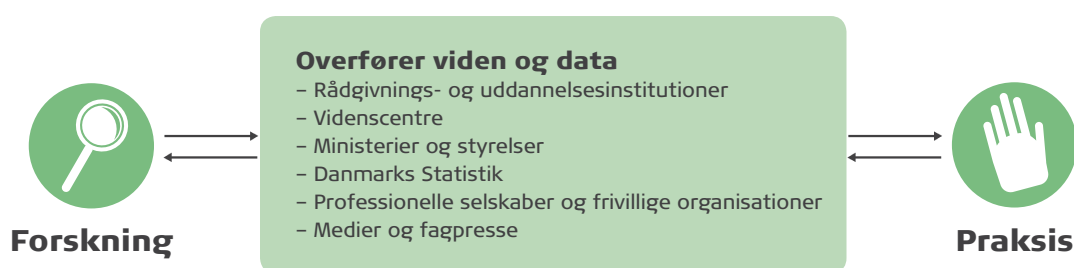 Overfører viden og data
– Rådgivnings- og uddannelsesinstitutioner
– Videnscentre
– Ministerier og styrelser
– Danmarks Statistik
– Professionelle selskaber og frivillige organisationer
– Medier og fagpresse
Forskning
Praksis